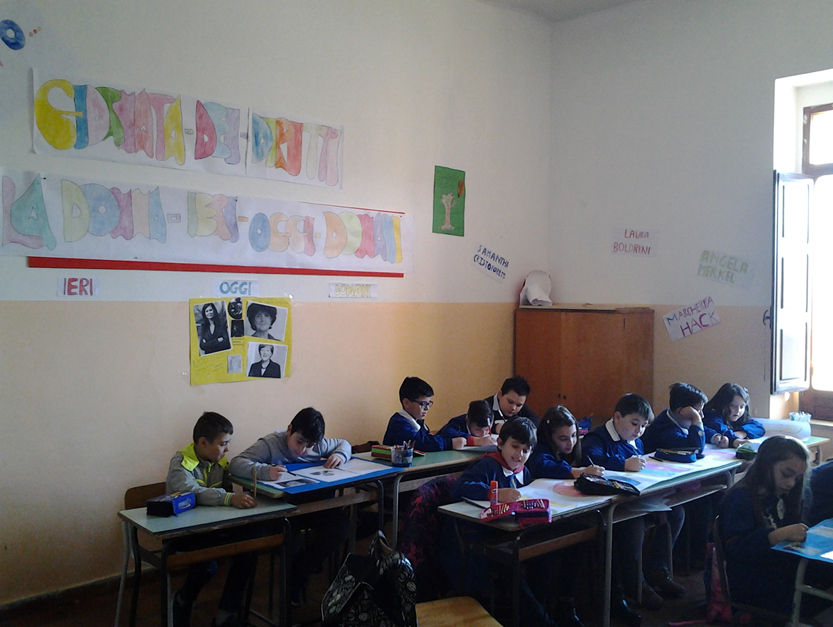 GIORNATA-DEI-DIRITTI
LA DONNA-IERI-OGGI-DOMANI
IERI
OGGI
DOMANI
SAMANTHA
CRISTOFORETTI
LAURA
BOLDRINI
ANGELA
MERKEL
MARGHERITA
HACK